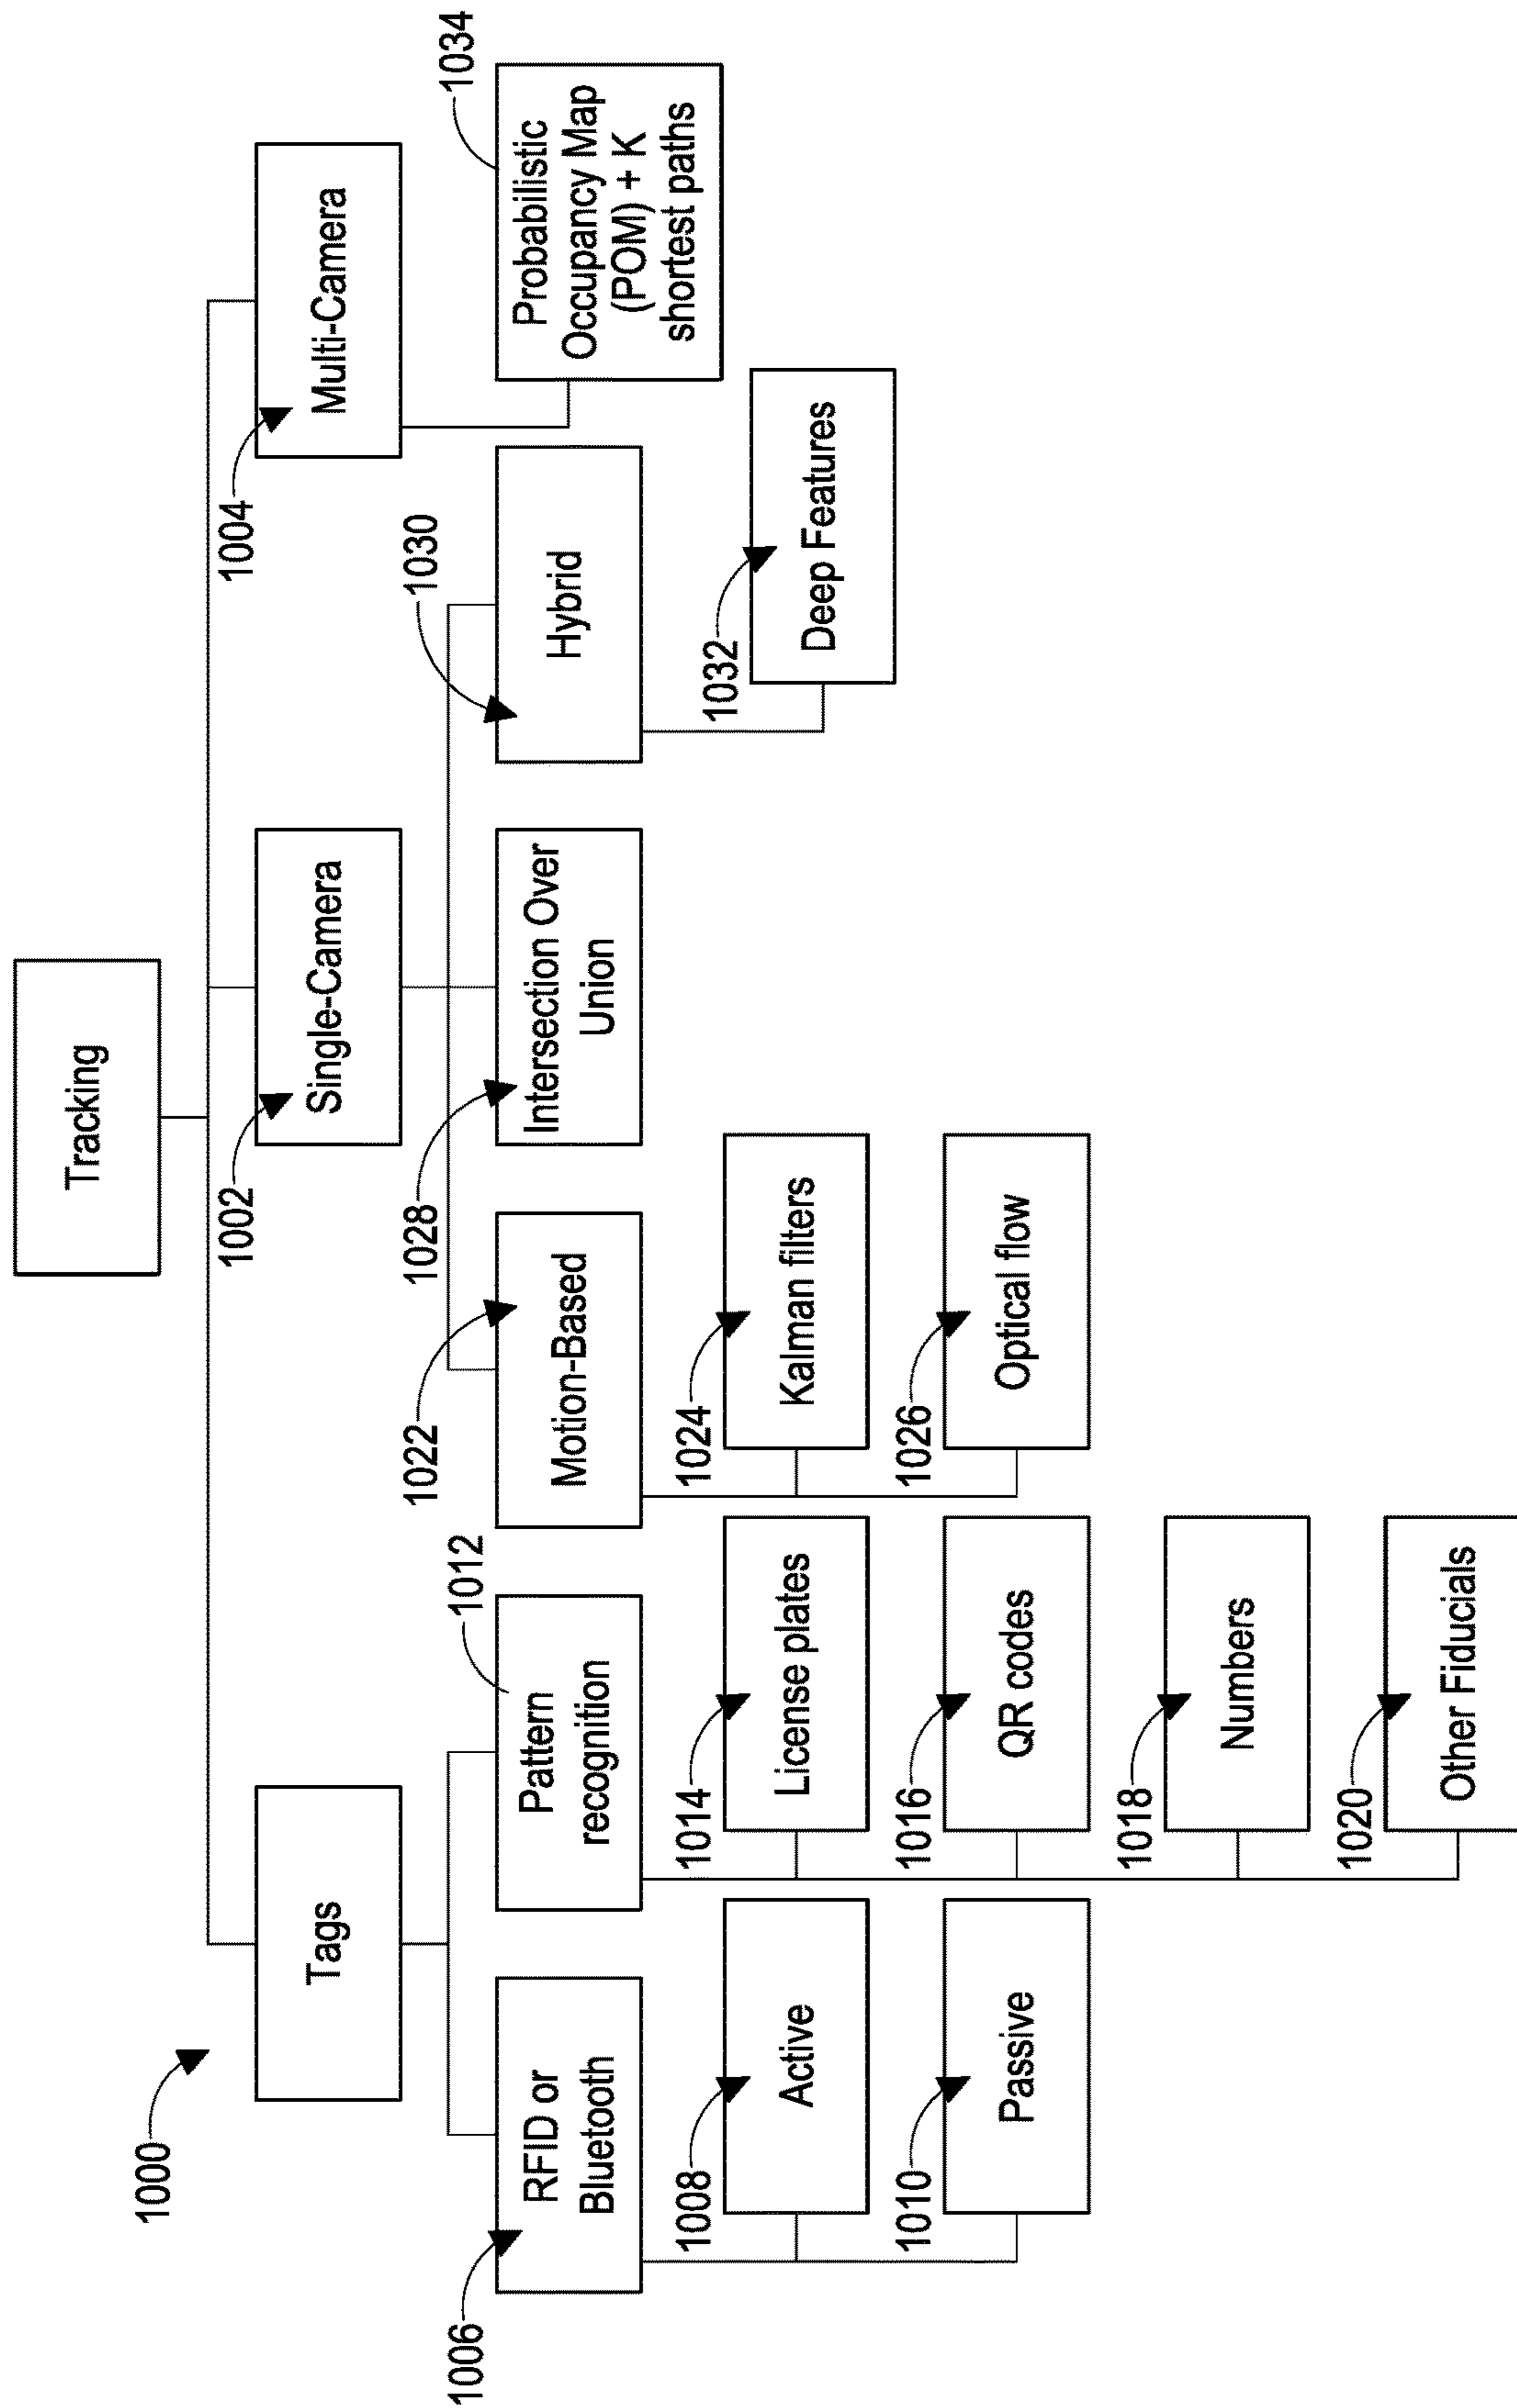 Tracking
1000
Tags
1002
Single-Camera
1004
Multi-Camera
1006
RFID or
Bluetooth
1012
Pattern
recognition
1022
Motion-Based
1028
Intersection Over
Union
1030
Hybrid
1034
Probabilistic
Occupancy Map
(POM) + K
shortest paths
1008
Active
1014
License plates
1024
Kalman filters
1032
Deep Features
1010
Passive
1016
QR codes
1026
Optical flow
1018
Numbers
1020
Other Fiducials